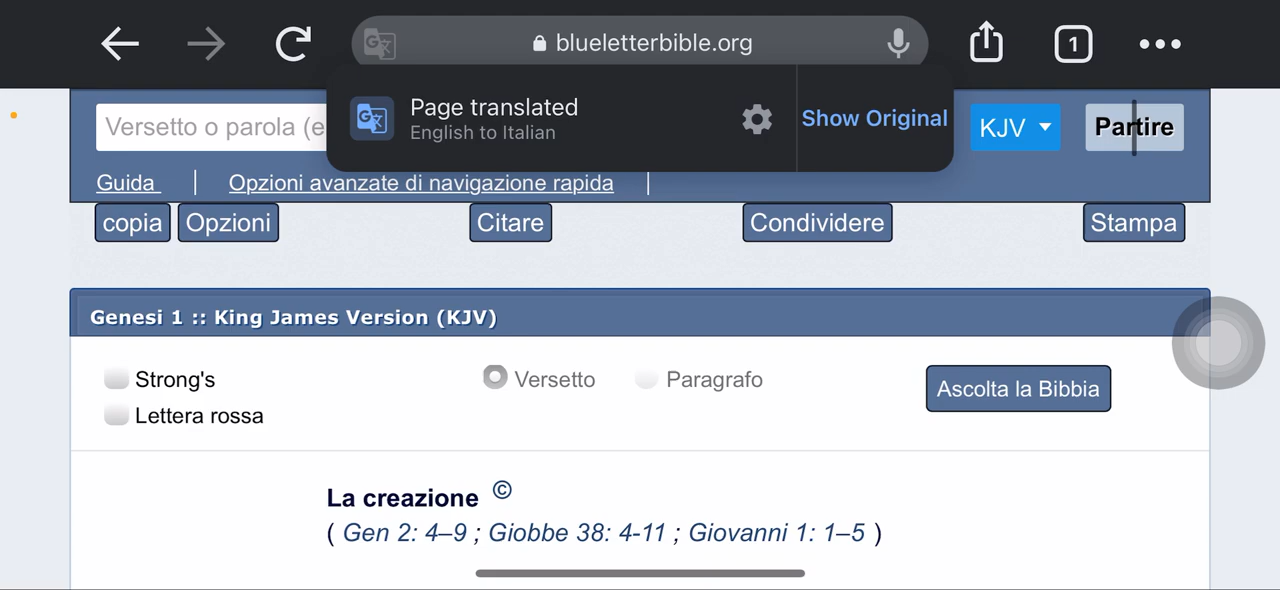 blueletterbible.org
1
Page translated
English to Italian
Show Original
Versetto o parola (e
KJV
Partire
Guida
Opzioni avanzate di navigazione rapida
copia
Opzioni
Citare
Condividere
Stampa
Genesi 1 :: King James Version (KJV)
Strong's
Versetto
Paragrafo
Ascolta la Bibbia
Lettera rossa
La creazione ©
( Gen 2: 4–9 ; Giobbe 38: 4-11 ; Giovanni 1: 1–5 )